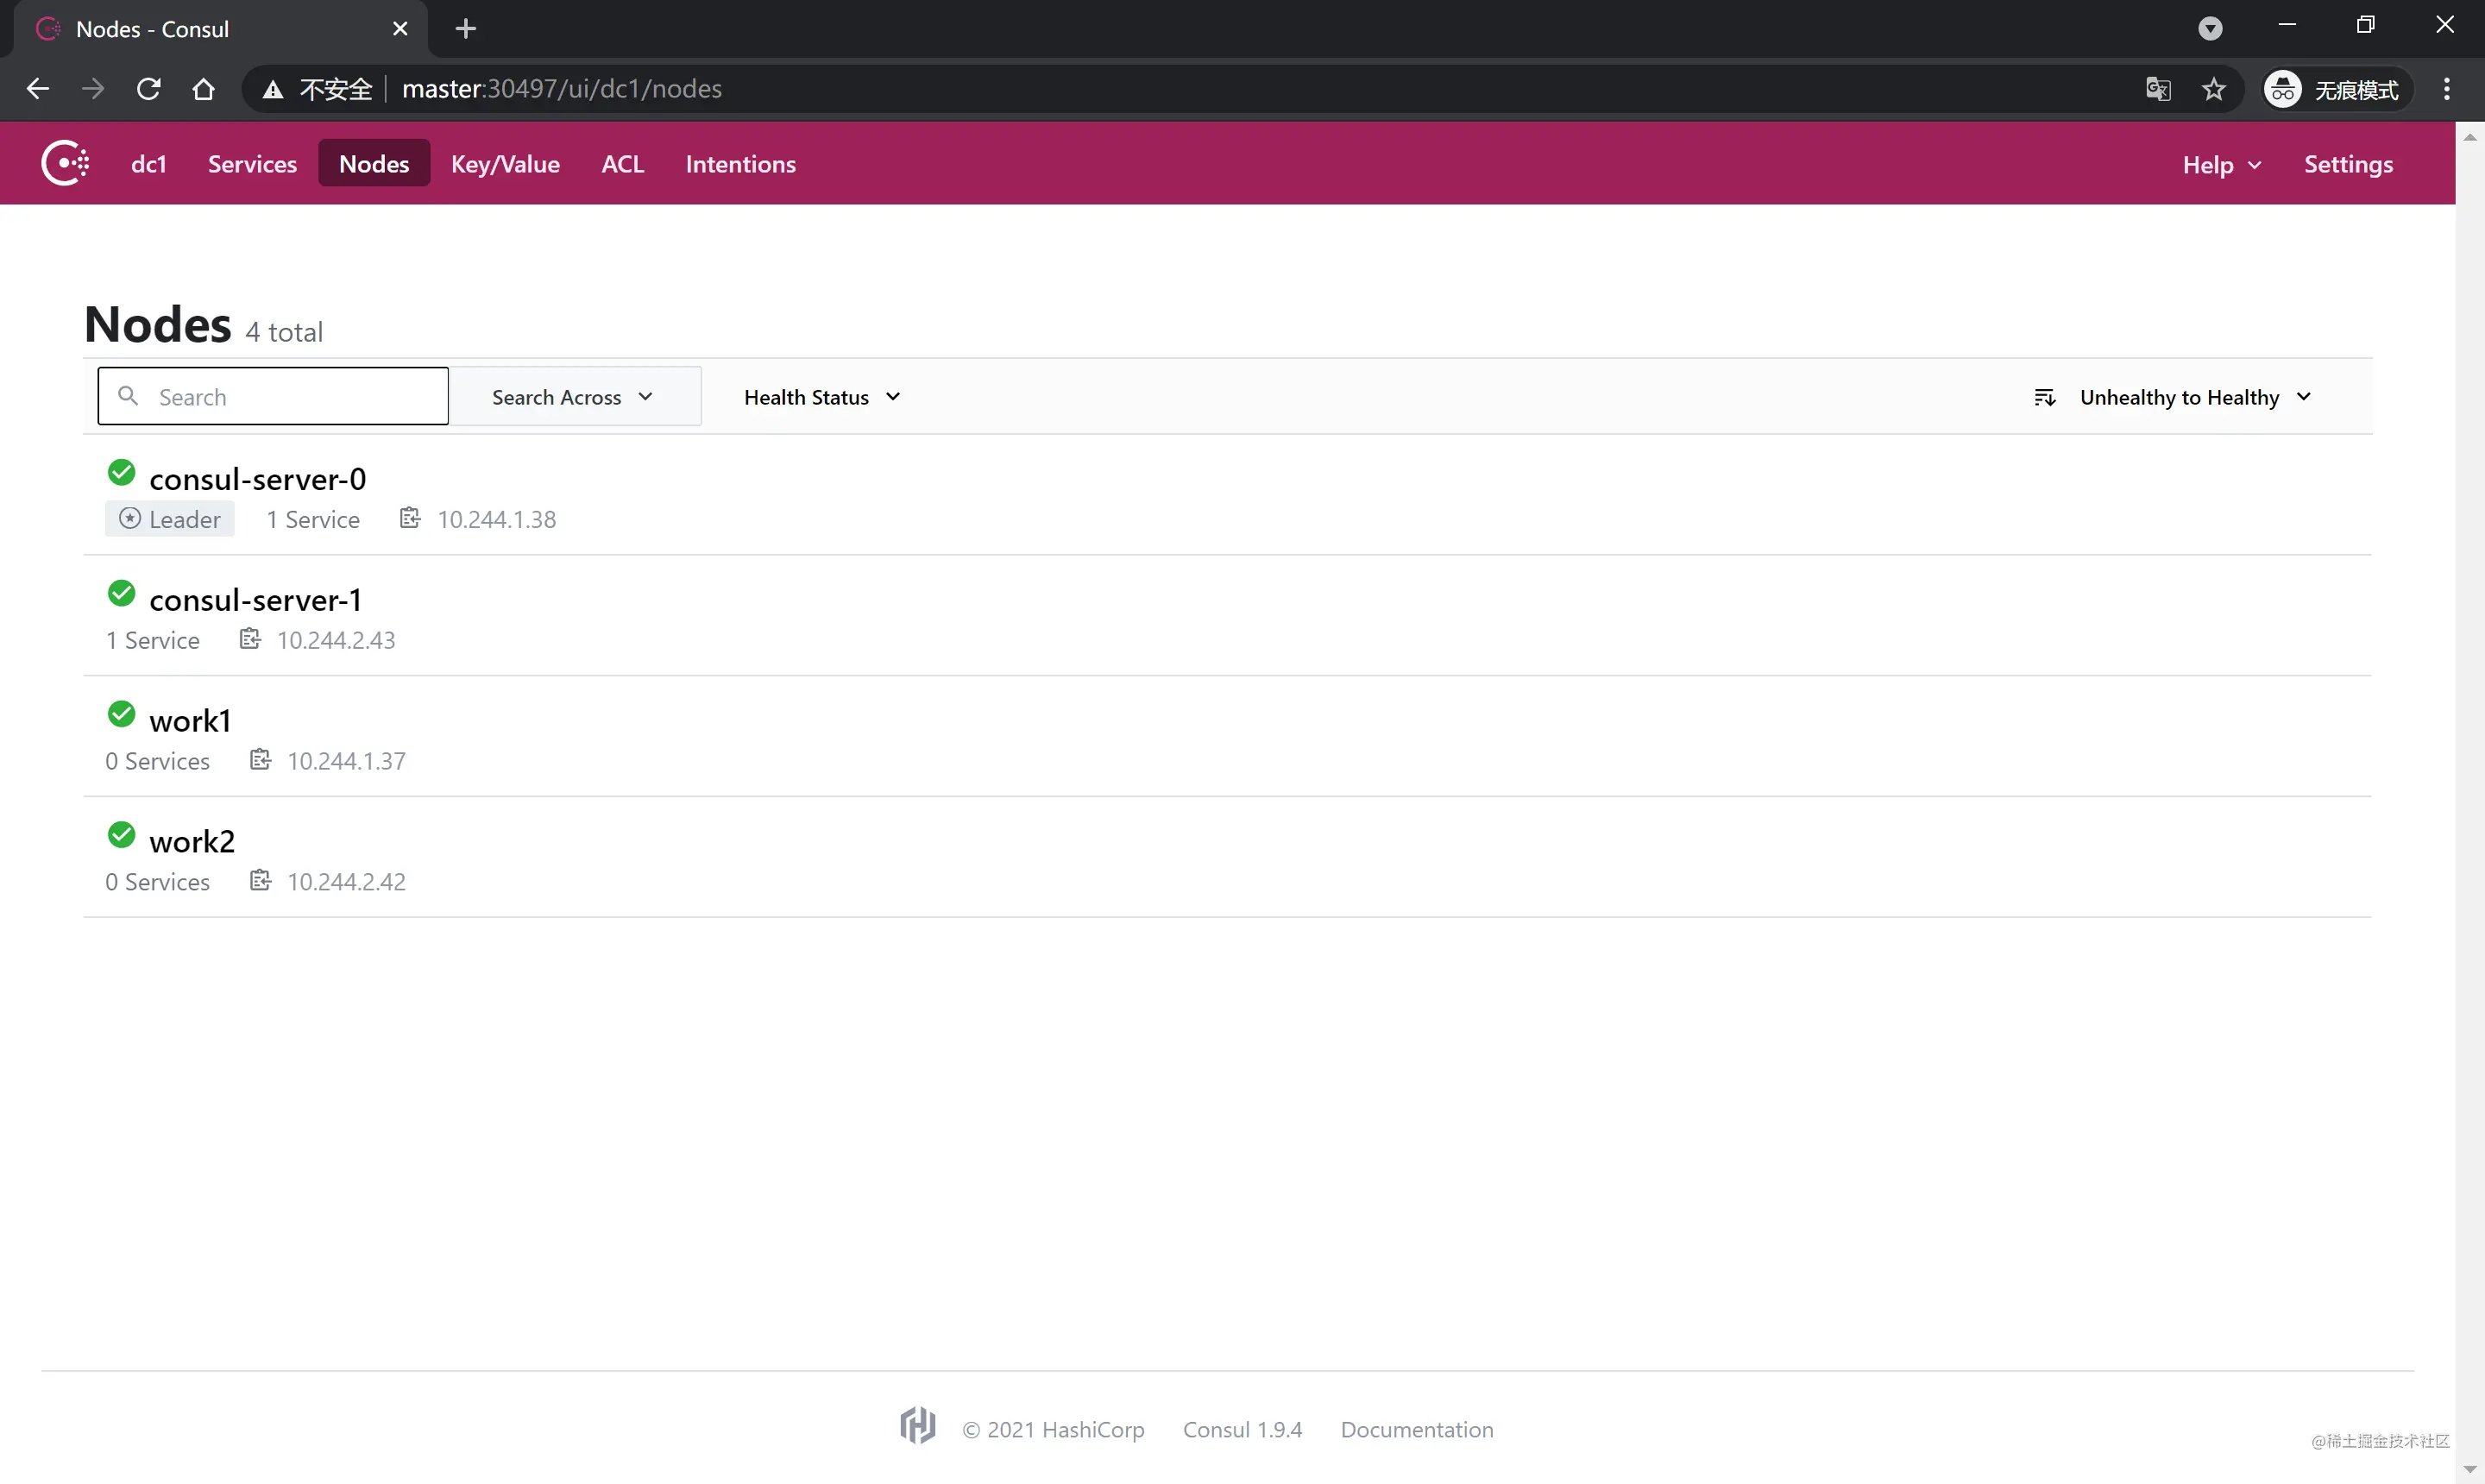 Nodes - Consul
不安全 master:30497/ui/dc1/nodes 无痕模式
dc1 Services Nodes Key/Value ACL Intentions Help Settings
Nodes 4 total
Search Search Across Health Status Unhealthy to Healthy
consul-server-0
Leader 1 Service 10.244.1.38
consul-server-1
1 Service 10.244.2.43
work1
0 Services 10.244.1.37
work2
0 Services 10.244.2.42
© 2021 HashiCorp Consul 1.9.4 Documentation
@稀土掘金技术社区